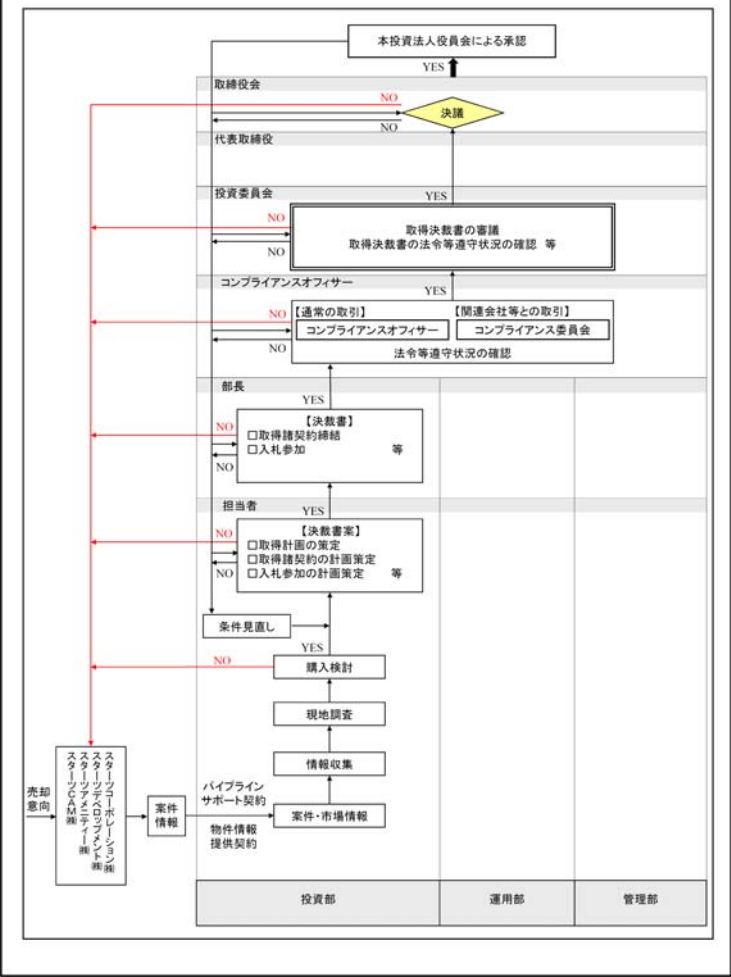 本投資法人役員会による承認
YES
取締役会
NO
決議
NO
代表取締役
投資委員会
YES
NO
取得決裁書の審議
取得決裁書の法令等遵守状況の確認 等
NO
コンプライアンスオフィサー
YES
NO
【通常の取引】
【関連会社等との取引】
コンプライアンスオフィサー
コンプライアンス委員会
NO
法令等遵守状況の確認
部長
YES
【決裁書】
NO
□取得諸契約締結
□入札参加 等
NO
担当者
YES
【決裁書案】
NO
□取得計画の策定
□取得諸契約の計画策定
NO
□入札参加の計画策定 等
条件見直し
YES
NO
購入検討
現地調査
情報収集
売却
意向
スターツコーポレーション㈱
スターツデベロップメント㈱
スターツアメニティー㈱
スターツCAM㈱
案件
情報
パイプライン
サポート契約
物件情報
提供契約
案件・市場情報
投資部
運用部
管理部